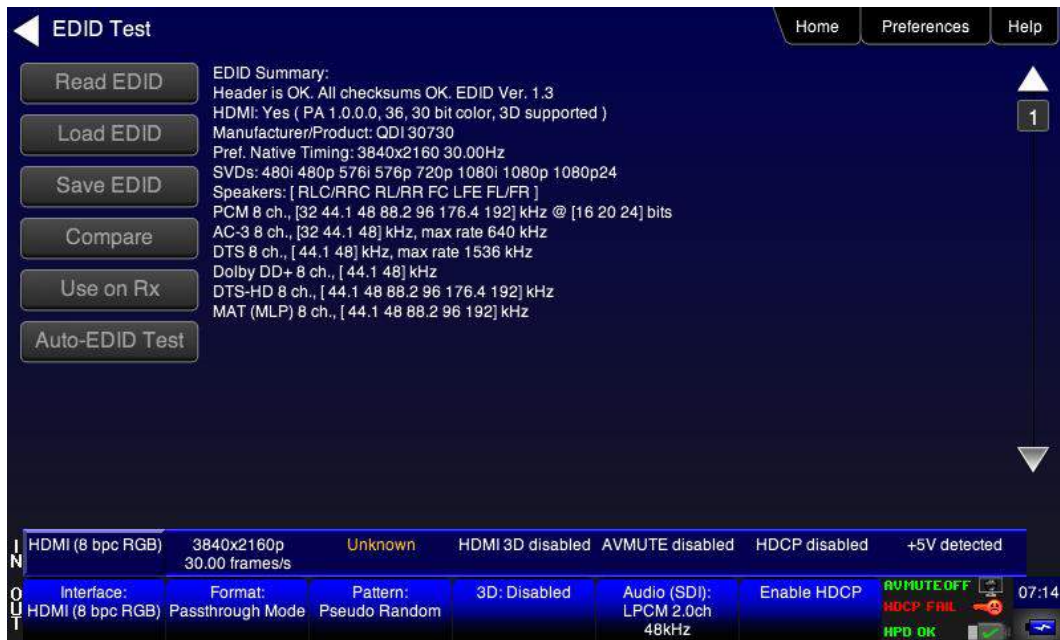 EDID Test
Home
Preferences
Help
Read EDID
Load EDID
Save EDID
Compare
Use on Rx
Auto-EDID Test
EDID Summary:
Header is OK. All checksums OK. EDID Ver. 1.3
HDMI: Yes ( PA 1.0.0.0, 36, 30 bit color, 3D supported )
Manufacturer/Product: QDI 30730
Pref. Native Timing: 3840x2160 30.00Hz
SVDs: 480i 480p 576i 576p 720p 1080i 1080p 1080p24
Speakers: [ RLC/RRC RL/RR FC LFE FL/FR ]
PCM 8 ch., [32 44.1 48 88.2 96 176.4 192] kHz @ [16 20 24] bits
AC-3 8 ch., [32 44.1 48] kHz, max rate 640 kHz
DTS 8 ch., [ 44.1 48] kHz, max rate 1536 kHz
Dolby DD+ 8 ch., [ 44.1 48] kHz
DTS-HD 8 ch., [ 44.1 48 88.2 96 176.4 192] kHz
MAT (MLP) 8 ch., [ 44.1 48 88.2 96 192] kHz
1
IN
HDMI (8 bpc RGB)
3840x2160p
30.00 frames/s
Unknown
HDMI 3D disabled
AVMUTE disabled
HDCP disabled
+5V detected
OUT
Interface:
HDMI (8 bpc RGB)
Format:
Passthrough Mode
Pattern:
Pseudo Random
3D: Disabled
Audio (SDI):
LPCM 2.0ch
48kHz
Enable HDCP
AVMUTE OFF
HDCP FAIL
HPD OK
07:14